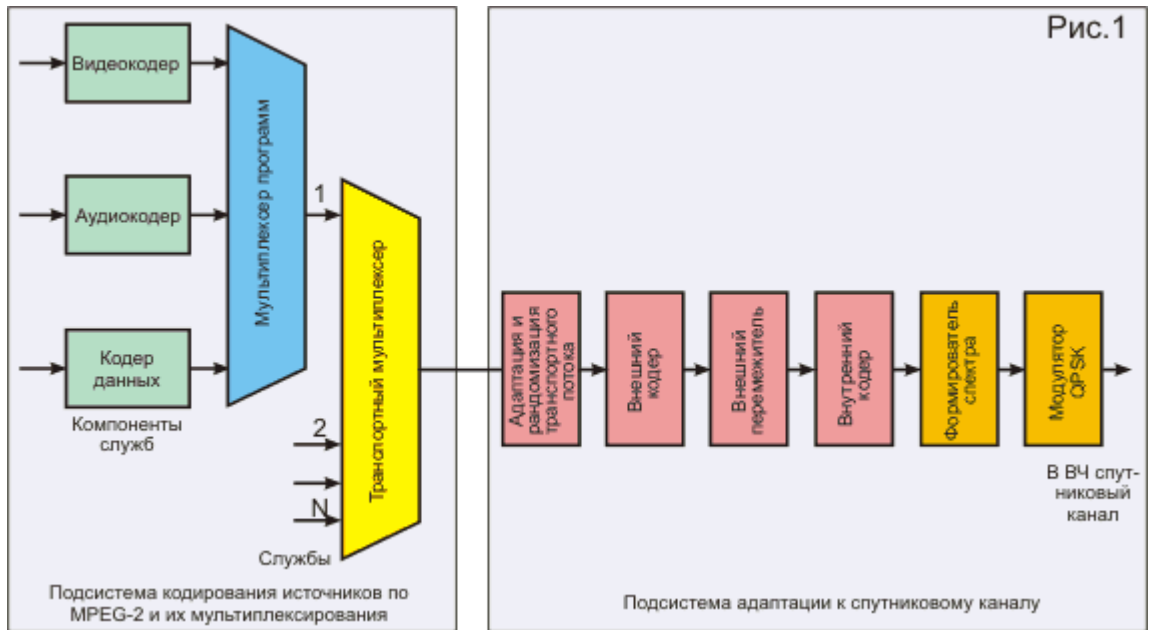 Рис.1
Видеокодер
Аудиокодер
Кодер
данных
Компоненты
служб
Мультиплексер программ
1
2
N
Службы
Транспортный мультиплексер
Подсистема кодирования источников по
MPEG-2 и их мультиплексирования
Адаптация и
рандомизация
транспортного
потока
Внешний
кодер
Внешний
перемежитель
Внутренний
кодер
Формирователь
спектра
Модулятор
QPSK
В ВЧ спут-
никовый
канал
Подсистема адаптации к спутниковому каналу